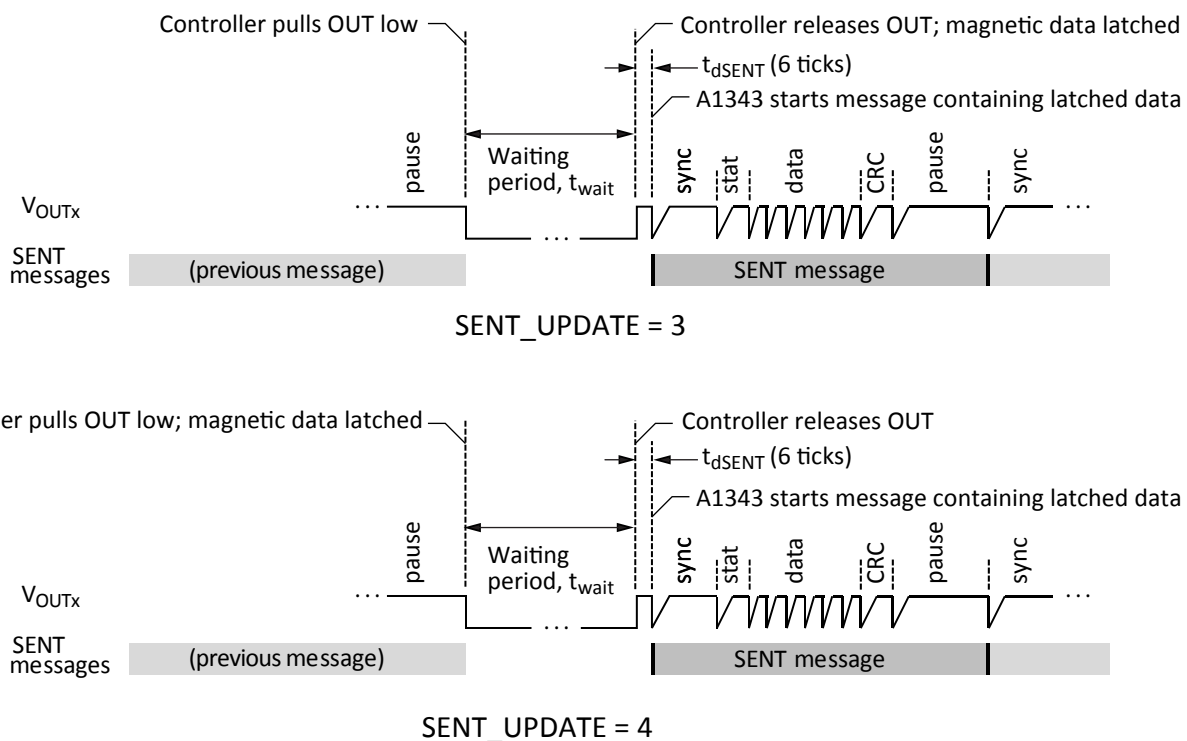 Controller pulls OUT low
Controller releases OUT; magnetic data latched
tdSENT (6 ticks)
A1343 starts message containing latched data
Waiting
period, twait
pause
sync
stat
data
CRC
pause
sync
VOUTx
... ... ...
SENT
messages
(previous message)
SENT message
SENT_UPDATE = 3
er pulls OUT low; magnetic data latched
Controller releases OUT
tdSENT (6 ticks)
A1343 starts message containing latched data
Waiting
period, twait
pause
sync
stat
data
CRC
pause
sync
VOUTx
... ... ...
SENT
messages
(previous message)
SENT message
SENT_UPDATE = 4